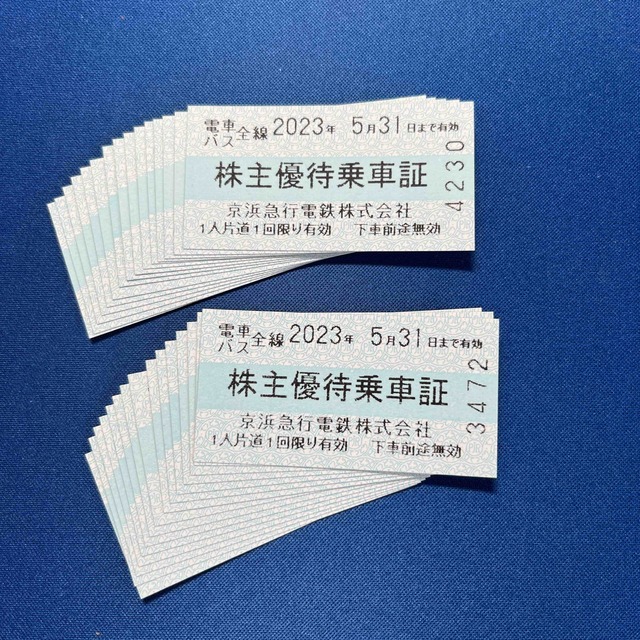 電車バス全線 2023年 5月31日まで有効
株主優待乗車証
京浜急行電鉄株式会社
1人片道1回限り有効 下車前途無効
4230
電車バス全線 2023年 5月31日まで有効
株主優待乗車証
京浜急行電鉄株式会社
1人片道1回限り有効 下車前途無効
3472